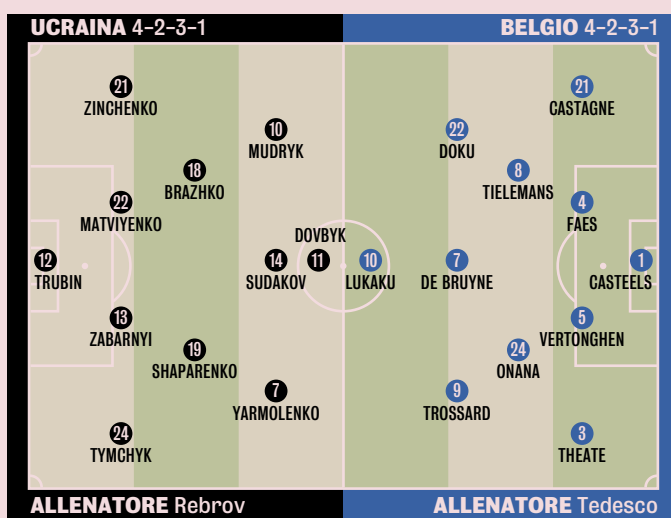 UCRAINA 4-2-3-1
BELGIO 4-2-3-1
21
ZINCHENKO
10
MUDRYK
18
BRAZHKO
22
MATVIYENKO
DOVBYK
12
TRUBIN
14
SUDAKOV
11
13
ZABARNYI
19
SHAPARENKO
7
YARMOLENKO
24
TYMCHYK
21
CASTAGNE
22
DOKU
8
TIELEMANS
4
FAES
10
LUKAKU
7
DE BRUYNE
1
CASTEELS
5
VERTONGHEN
24
ONANA
9
TROSSARD
3
THEATE
ALLENATORE Rebrov
ALLENATORE Tedesco